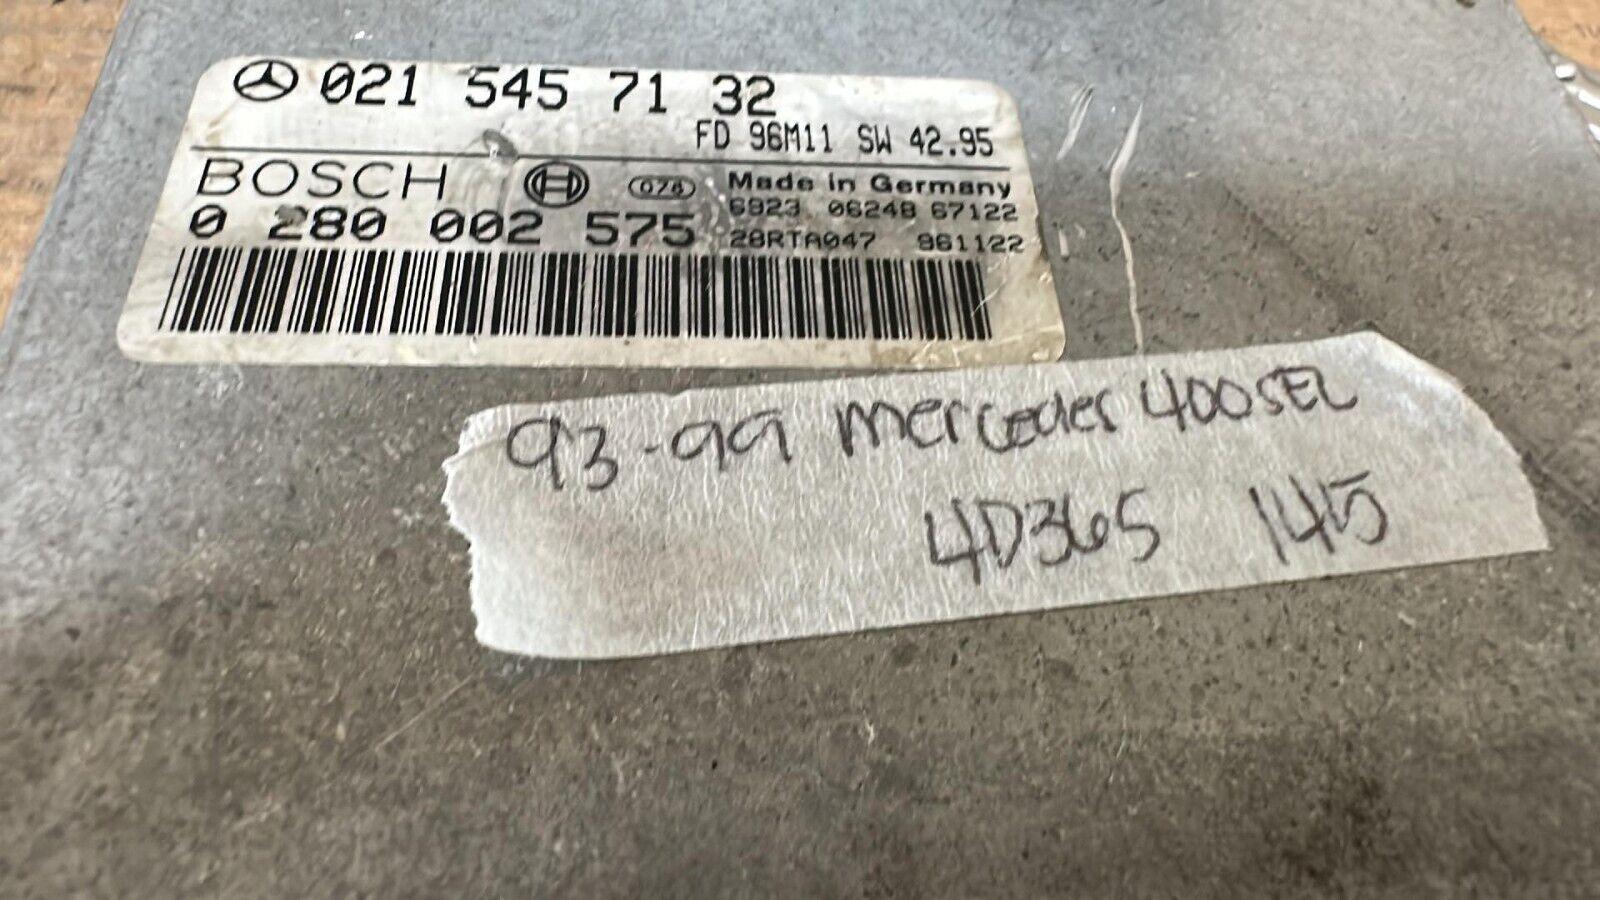 021 545 71 32
FD 96M11 SW 42.95
BOSCH 076 Made in Germany
6923 06248 67122
0 280 002 575 28RTA047 961122
93-99 mercedes 400SEL
4D365 145